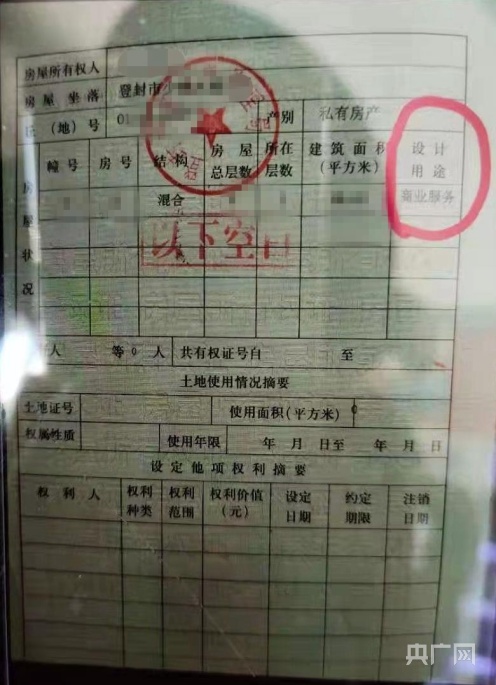 房屋所有权人
房屋坐落 登封市
(地)号 01 产别 私有房产
房屋状况 幢号 房号 结构 房屋总层数 所在层数 建筑面积(平方米) 设计用途
混合 商业服务
以下空白
人 等0人 共有权证号自 至
土地使用情况摘要
土地证号 使用面积(平方米) 0
权属性质 使用年限 年 月 日至 年 月 日
设定他项权利摘要
权利人 权利种类 权利范围 权利价值(元) 设定日期 约定期限 注销日期
央广网